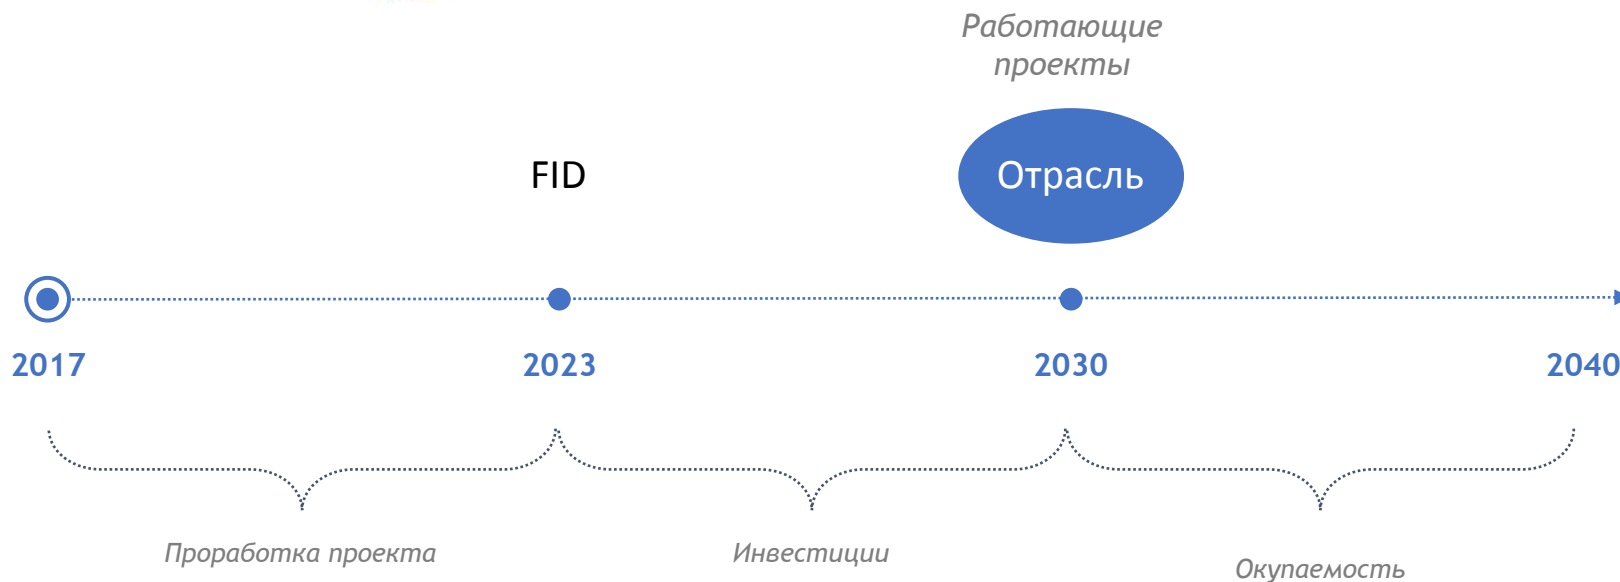 Работающие
проекты
FID
Отрасль
2017
2023
2030
2040
Проработка проекта
Инвестиции
Окупаемость